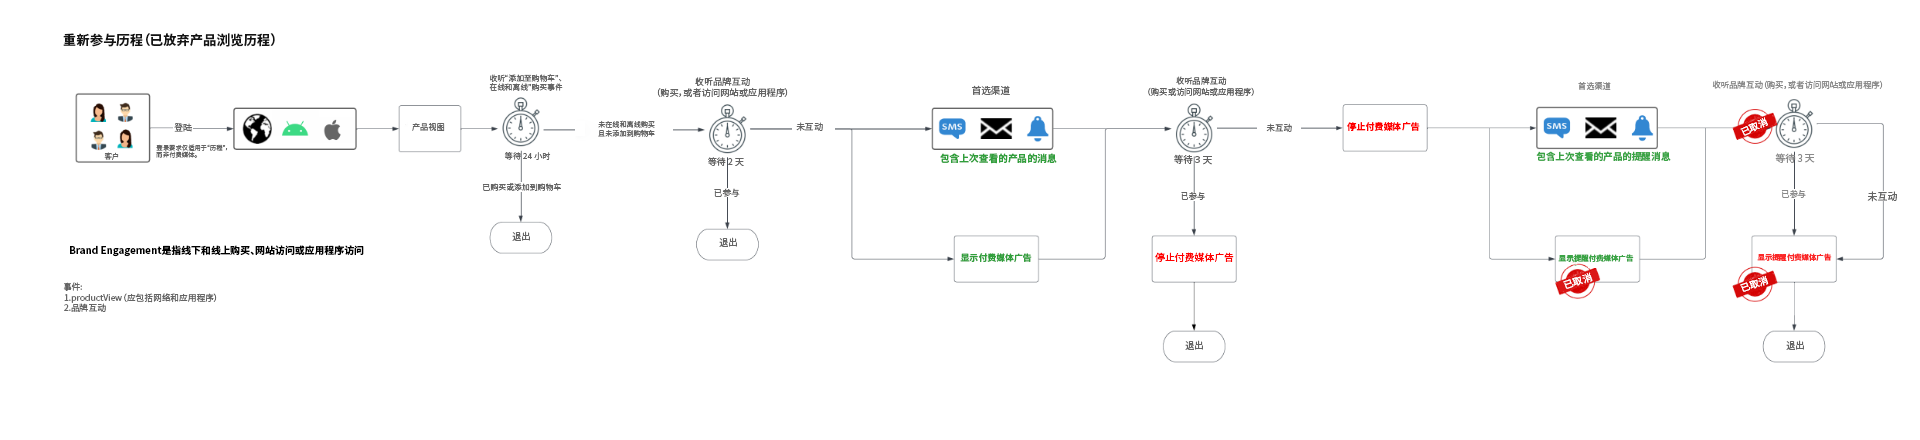 重新参与历程（已放弃产品浏览历程）
客户
登陆
登录要求仅适用于“历程”，
而非付费媒体。
产品视图
收听“添加至购物车”、
在线和离线”购买事件
等待 24 小时
已购买或添加到购物车
退出
未在线和离线购买
且未添加到购物车
收听品牌互动
（购买，或者访问网站或应用程序）
等待 2 天
已参与
退出
未互动
首选渠道
SMS
包含上次查看的产品的消息
显示付费媒体广告
收听品牌互动
（购买或访问网站或应用程序）
等待 3 天
已参与
停止付费媒体广告
退出
未互动
停止付费媒体广告
首选渠道
SMS
包含上次查看的产品的提醒消息
显示提醒付费媒体广告
已取消
收听品牌互动（购买，或者访问网站或应用程序）
已取消
等待 3 天
已参与
未互动
显示提醒付费媒体广告
已取消
退出
Brand Engagement是指线下和线上购买、网站访问或应用程序访问
事件：
1.productView（应包括网络和应用程序）
2.品牌互动